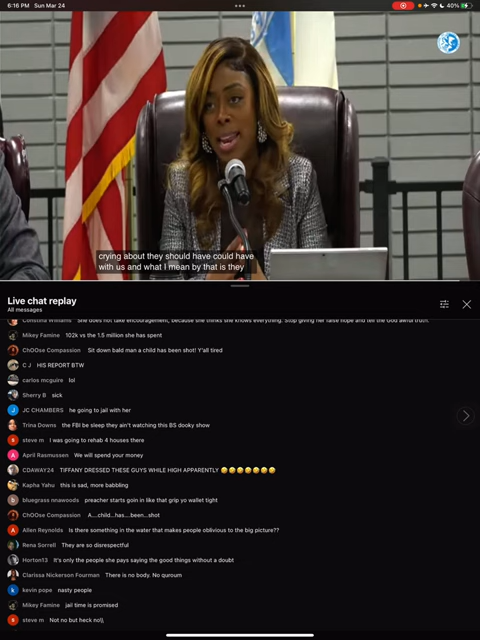 6:16 PM Sun Mar 24
40%
crying about they should have could have
with us and what I mean by that is they
Live chat replay
All messages
She does not take encouragement, because she thinks she knows everything. Stop giving her false hope and tell the God awful truth.
Mikey Famine 102k vs the 1.5 million she has spent
ChOOse Compassion Sit down bald man a child has been shot! Y'all tired
C J HIS REPORT BTW
carlos mcguire lol
Sherry B sick
J JC CHAMBERS he going to jail with her
Trina Downs the FBI be sleep they ain't watching this BS dooky show
s steve m I was going to rehab 4 houses there
April Rasmussen We will spend your money
CDAWAY24 TIFFANY DRESSED THESE GUYS WHILE HIGH APPARENTLY
Kapha Yahu this is sad, more babbling
b bluegrass nnawoods preacher starts goin in like that grip yo wallet tight
ChOOse Compassion A....child...has....been...shot
A Allen Reynolds Is there something in the water that makes people oblivious to the big picture??
Rena Sorrell They are so disrespectful
Horton13 It's only the people she pays saying the good things without a doubt
Clarissa Nickerson Fourman There is no body. No quroum
k kevin pope nasty people
Mikey Famine jail time is promised
s steve m Not no but heck no\\